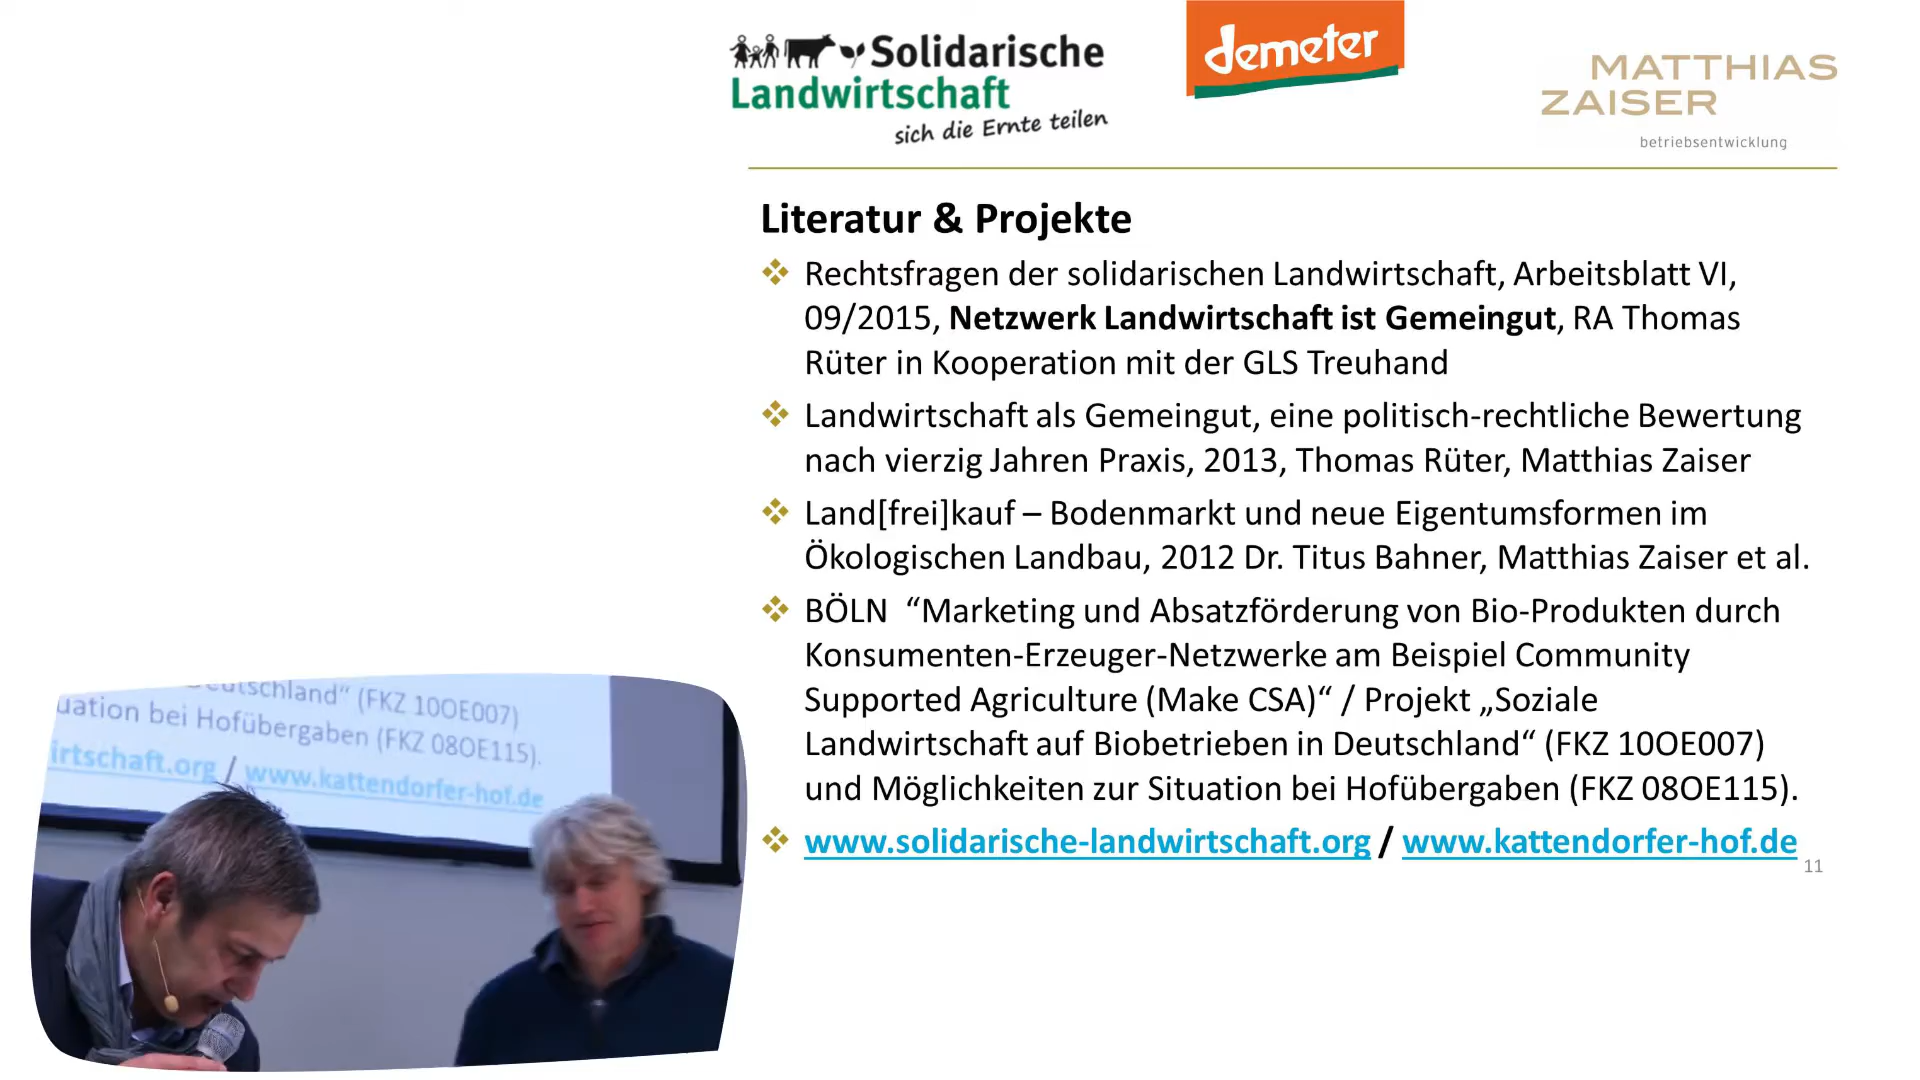 Solidarische
Landwirtschaft
sich die Ernte teilen
demeter
MATTHIAS
ZAISER
betriebsentwicklung
Literatur & Projekte
Rechtsfragen der solidarischen Landwirtschaft, Arbeitsblatt VI,
09/2015, Netzwerk Landwirtschaft ist Gemeingut, RA Thomas
Rüter in Kooperation mit der GLS Treuhand
Landwirtschaft als Gemeingut, eine politisch-rechtliche Bewertung
nach vierzig Jahren Praxis, 2013, Thomas Rüter, Matthias Zaiser
Land[frei]kauf – Bodenmarkt und neue Eigentumsformen im
Ökologischen Landbau, 2012 Dr. Titus Bahner, Matthias Zaiser et al.
BÖLN “Marketing und Absatzförderung von Bio-Produkten durch
Konsumenten-Erzeuger-Netzwerke am Beispiel Community
Supported Agriculture (Make CSA)“ / Projekt „Soziale
Landwirtschaft auf Biobetrieben in Deutschland“ (FKZ 10OE007)
und Möglichkeiten zur Situation bei Hofübergaben (FKZ 08OE115).
www.solidarische-landwirtschaft.org / www.kattendorfer-hof.de
11
eutschland“ (FKZ 10OE007)
uation bei Hofübergaben (FKZ 08OE115).
irtschaft.org / www.kattendorfer-hof.de